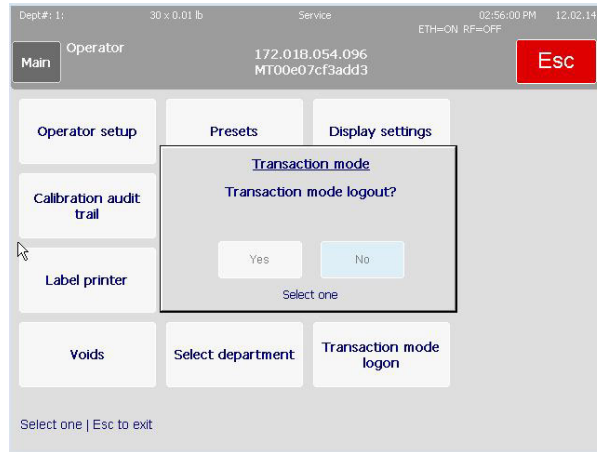 Dept#: 1: 30 x 0.01 lb Service 02:56:00 PM 12.02.14
ETH=ON RF=OFF
Main Operator 172.018.054.096 Esc
MT00e07cf3add3
Operator setup Presets Display settings
Transaction mode
Calibration audit trail
Transaction mode logout?
Yes No
Select one
Label printer
Voids Select department Transaction mode logon
Select one | Esc to exit